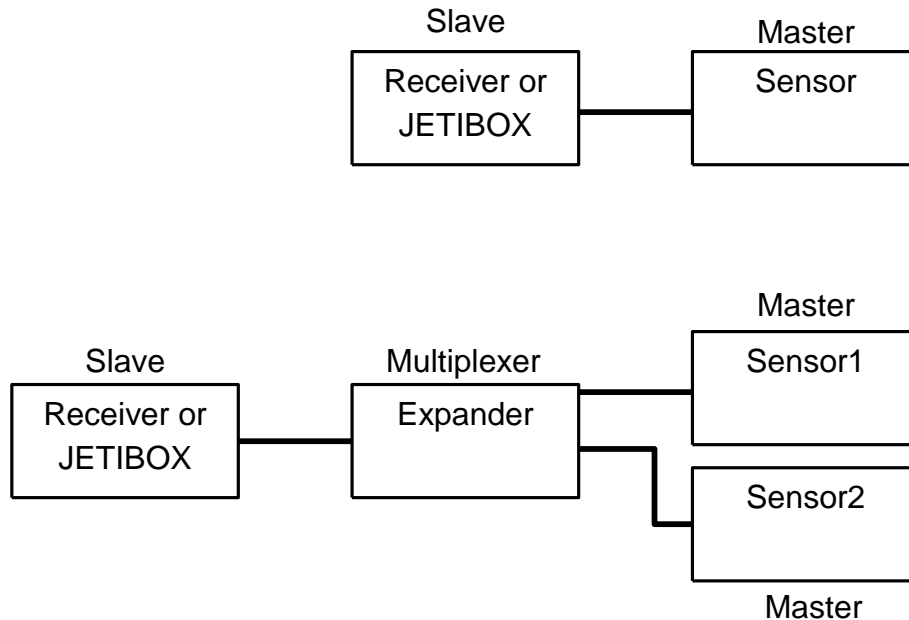 Slave
Master
Receiver or
JETIBOX
Sensor
Master
Slave
Multiplexer
Sensor1
Receiver or
JETIBOX
Expander
Sensor2
Master